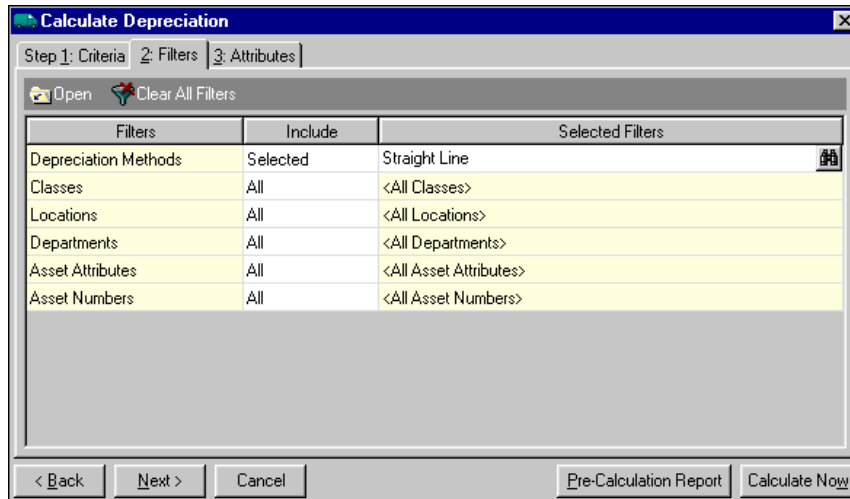 Calculate Depreciation
Step 1: Criteria 2: Filters 3: Attributes
Open Clear All Filters
Filters Include Selected Filters
Depreciation Methods Selected Straight Line
Classes All <All Classes>
Locations All <All Locations>
Departments All <All Departments>
Asset Attributes All <All Asset Attributes>
Asset Numbers All <All Asset Numbers>
< Back Next > Cancel Pre-Calculation Report Calculate Now